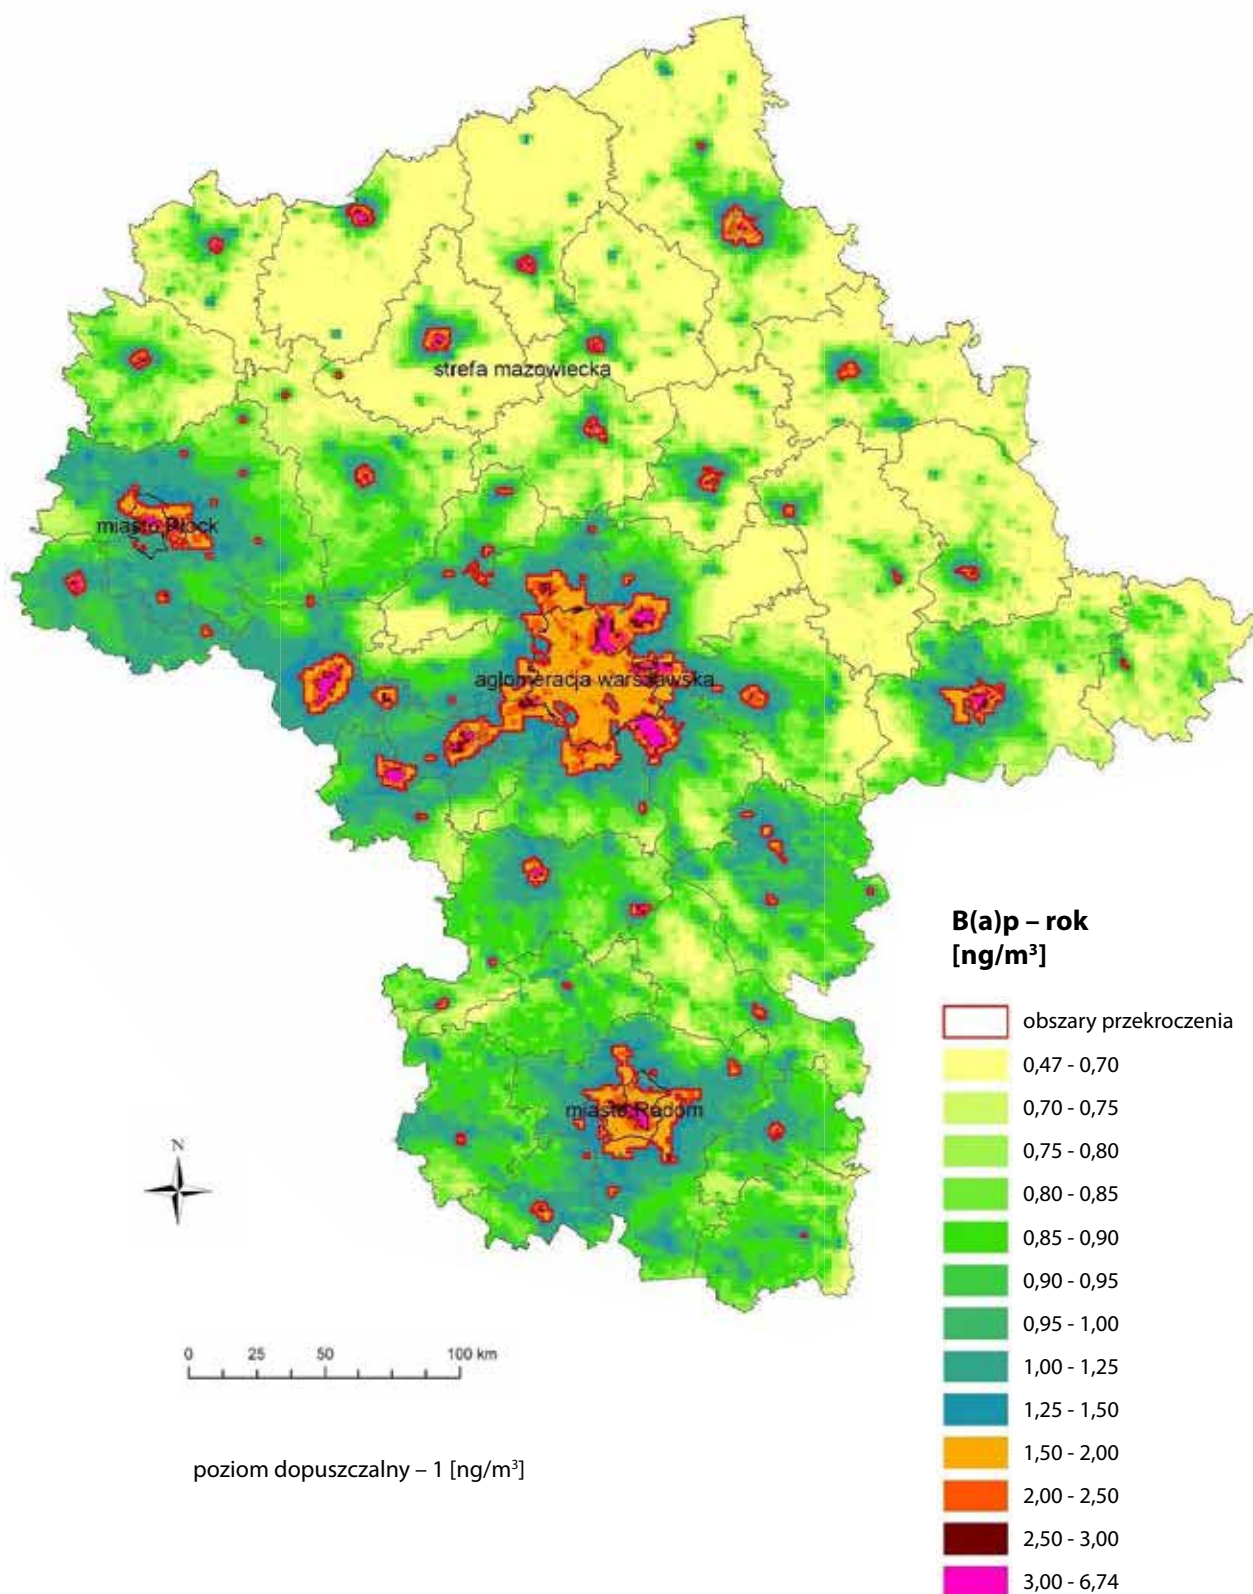 strefa mazowiecka
miasto Płock
aglomeracja warszawska
miasto Radom
B(a)p – rok
[ng/m³]
obszary przekroczenia
0,47 - 0,70
0,70 - 0,75
0,75 - 0,80
0,80 - 0,85
0,85 - 0,90
0,90 - 0,95
0,95 - 1,00
1,00 - 1,25
1,25 - 1,50
1,50 - 2,00
2,00 - 2,50
2,50 - 3,00
3,00 - 6,74
N
0 25 50 100 km
poziom dopuszczalny – 1 [ng/m³]